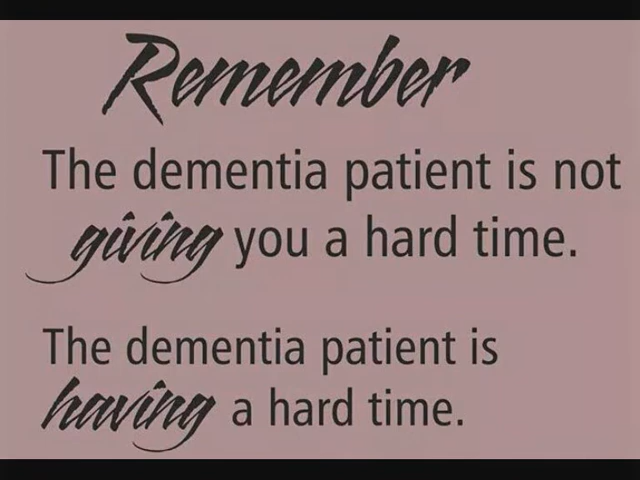 Remember
The dementia patient is not
giving you a hard time.
The dementia patient is
having a hard time.